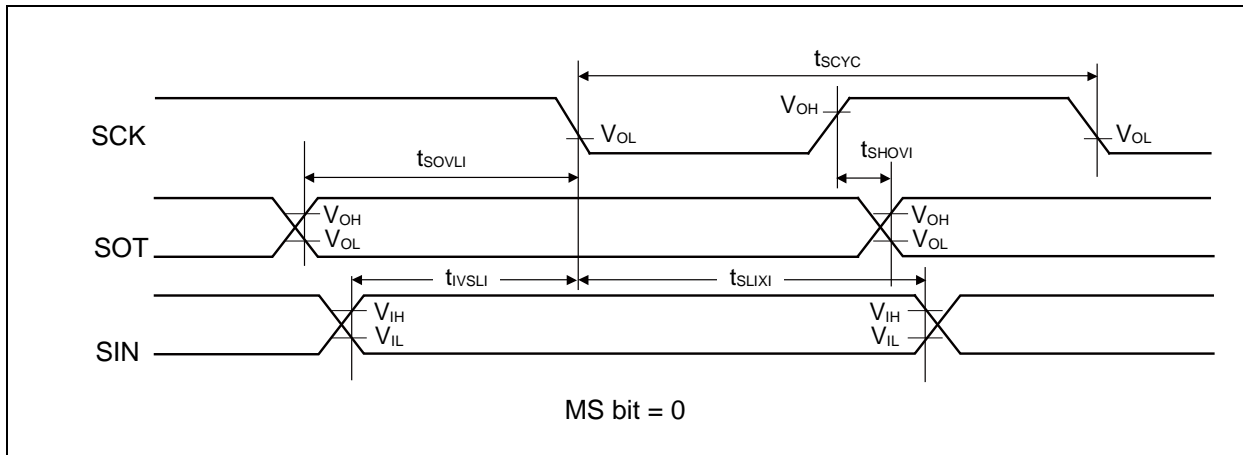 tSCYC
SCK
VOH
VOL
VOL
tSOVLI
tSHOVI
SOT
VOH
VOL
VOH
VOL
tIVSLI
tSLIXI
SIN
VIH
VIL
VIH
VIL
MS bit = 0